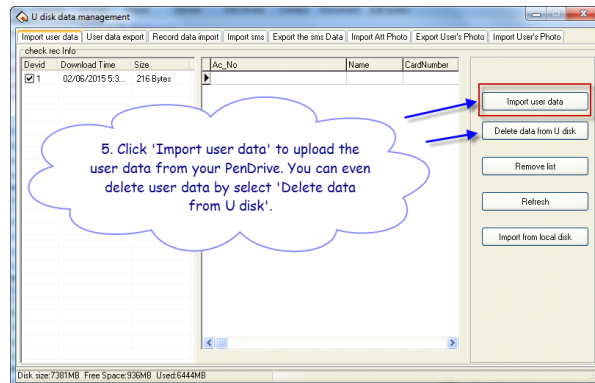 U disk data management
Import user data User data export Record data import Import sms Export the sms Data Import Att Photo Export User's Photo Import User's Photo
check rec Info
Devid Download Time Size Ac_No Name CardNumber
1 02/06/2015 5:3... 216 Bytes
Import user data
Delete data from U disk
Remove list
Refresh
Import from local disk
5. Click 'Import user data' to upload the
user data from your PenDrive. You can even
delete user data by select 'Delete data
from U disk'.
Disk size:7381MB Free Space:936MB Used:6444MB